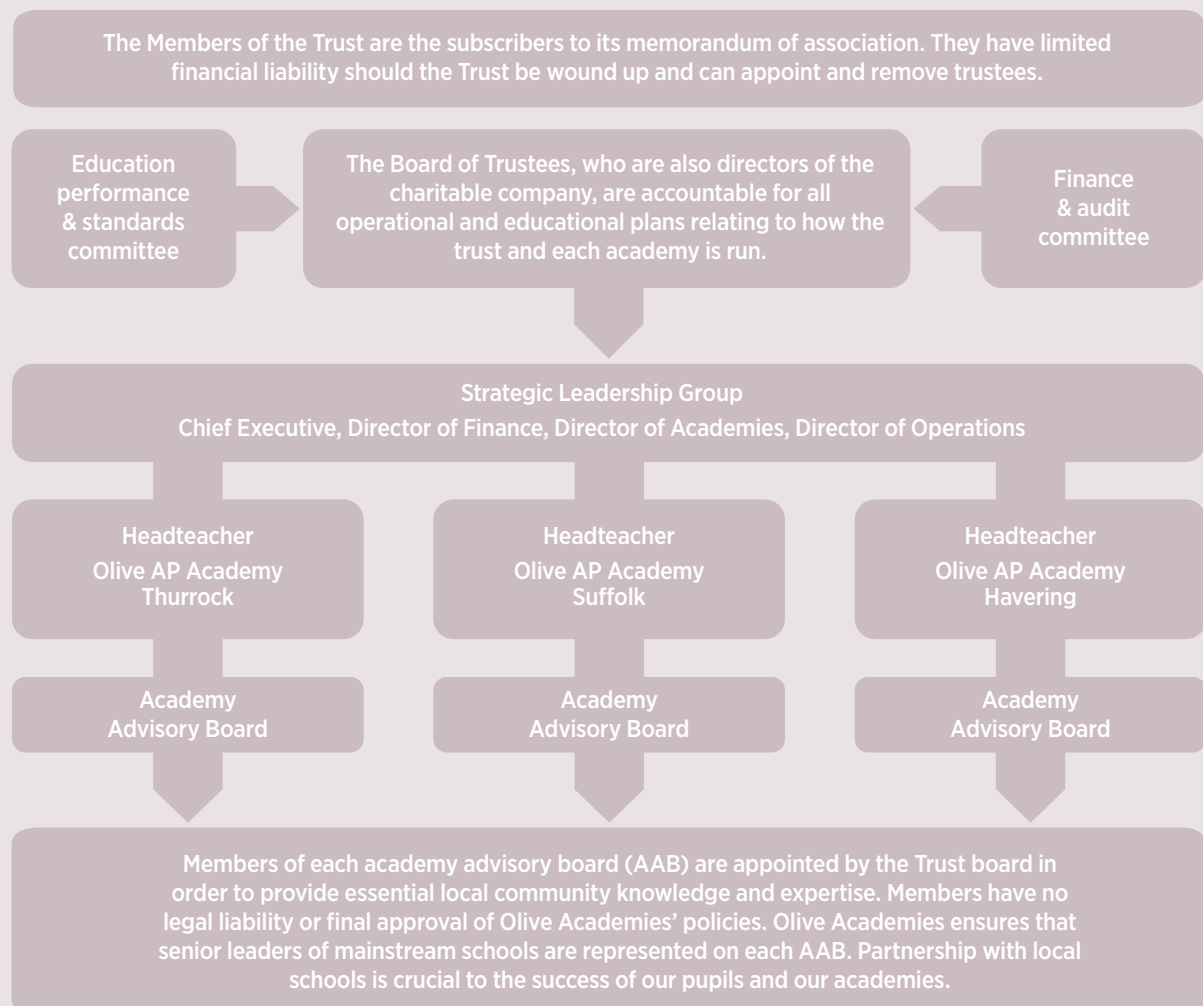 The Members of the Trust are the subscribers to its memorandum of association. They have limited
financial liability should the Trust be wound up and can appoint and remove trustees.
Education
performance
& standards
committee
The Board of Trustees, who are also directors of the
charitable company, are accountable for all
operational and educational plans relating to how the
trust and each academy is run.
Finance
& audit
committee
Strategic Leadership Group
Chief Executive, Director of Finance, Director of Academies, Director of Operations
Headteacher
Olive AP Academy
Thurrock
Headteacher
Olive AP Academy
Suffolk
Headteacher
Olive AP Academy
Havering
Academy
Advisory Board
Academy
Advisory Board
Academy
Advisory Board
Members of each academy advisory board (AAB) are appointed by the Trust board in
order to provide essential local community knowledge and expertise. Members have no
legal liability or final approval of Olive Academies’ policies. Olive Academies ensures that
senior leaders of mainstream schools are represented on each AAB. Partnership with local
schools is crucial to the success of our pupils and our academies.